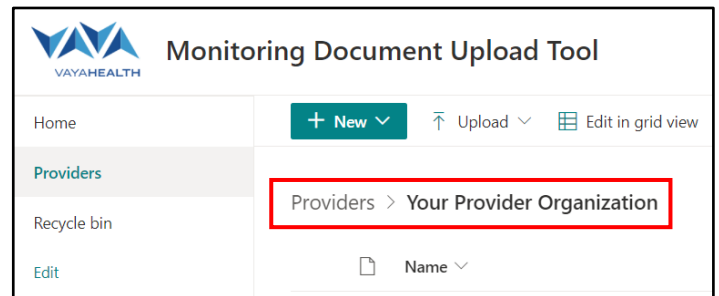 VAYAHEALTH
Monitoring Document Upload Tool
Home
+ New
Upload
Edit in grid view
Providers
Providers > Your Provider Organization
Recycle bin
Edit
Name